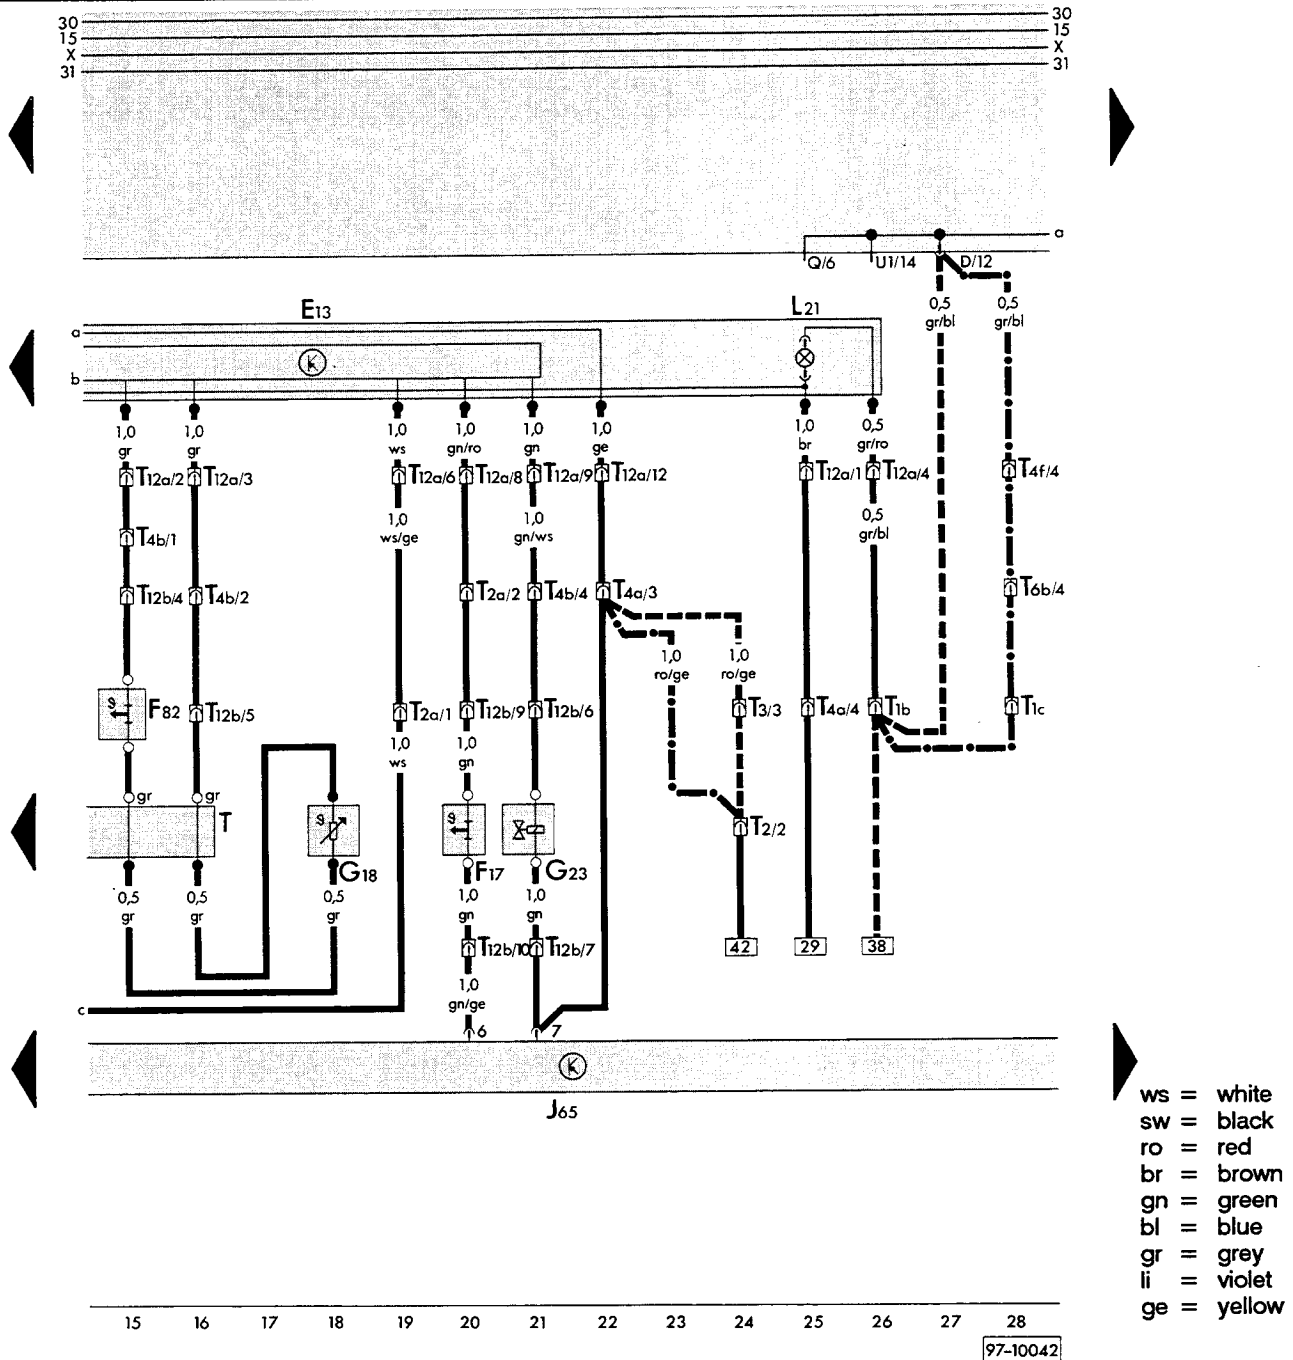 30 30
15 15
X X
31 31
a
Q/6 U1/14 D/12
0,5 0,5
gr/bl gr/bl
E13 L21
a
b
1,0 1,0 1,0 1,0 1,0 1,0 1,0 0,5
gr gr ws gn/ro gn ge br gr/ro
T12a/2 T12a/3 T12a/6 T12a/8 T12a/9 T12a/12 T12a/1 T12a/4 T4f/4
1,0 1,0 0,5
ws/ge gn/ws gr/bl
T4b/1
T12b/4 T4b/2 T2a/2 T4b/4 T4a/3 T6b/4
1,0 1,0
ro/ge ro/ge
F82 T12b/5 T2a/1 T12b/9 T12b/6 T3/3 T4a/4 T1b T1c
1,0 1,0
ws gn
gr gr
T
T2/2
G18 F17 G23
0,5 0,5 0,5 1,0 1,0
gr gr gr gn gn
T12b/10 T12b/7 42 29 38
1,0
gn/ge
c
6 7
J65
ws = white
sw = black
ro = red
br = brown
gn = green
bl = blue
gr = grey
li = violet
ge = yellow
15 16 17 18 19 20 21 22 23 24 25 26 27 28
97-10042